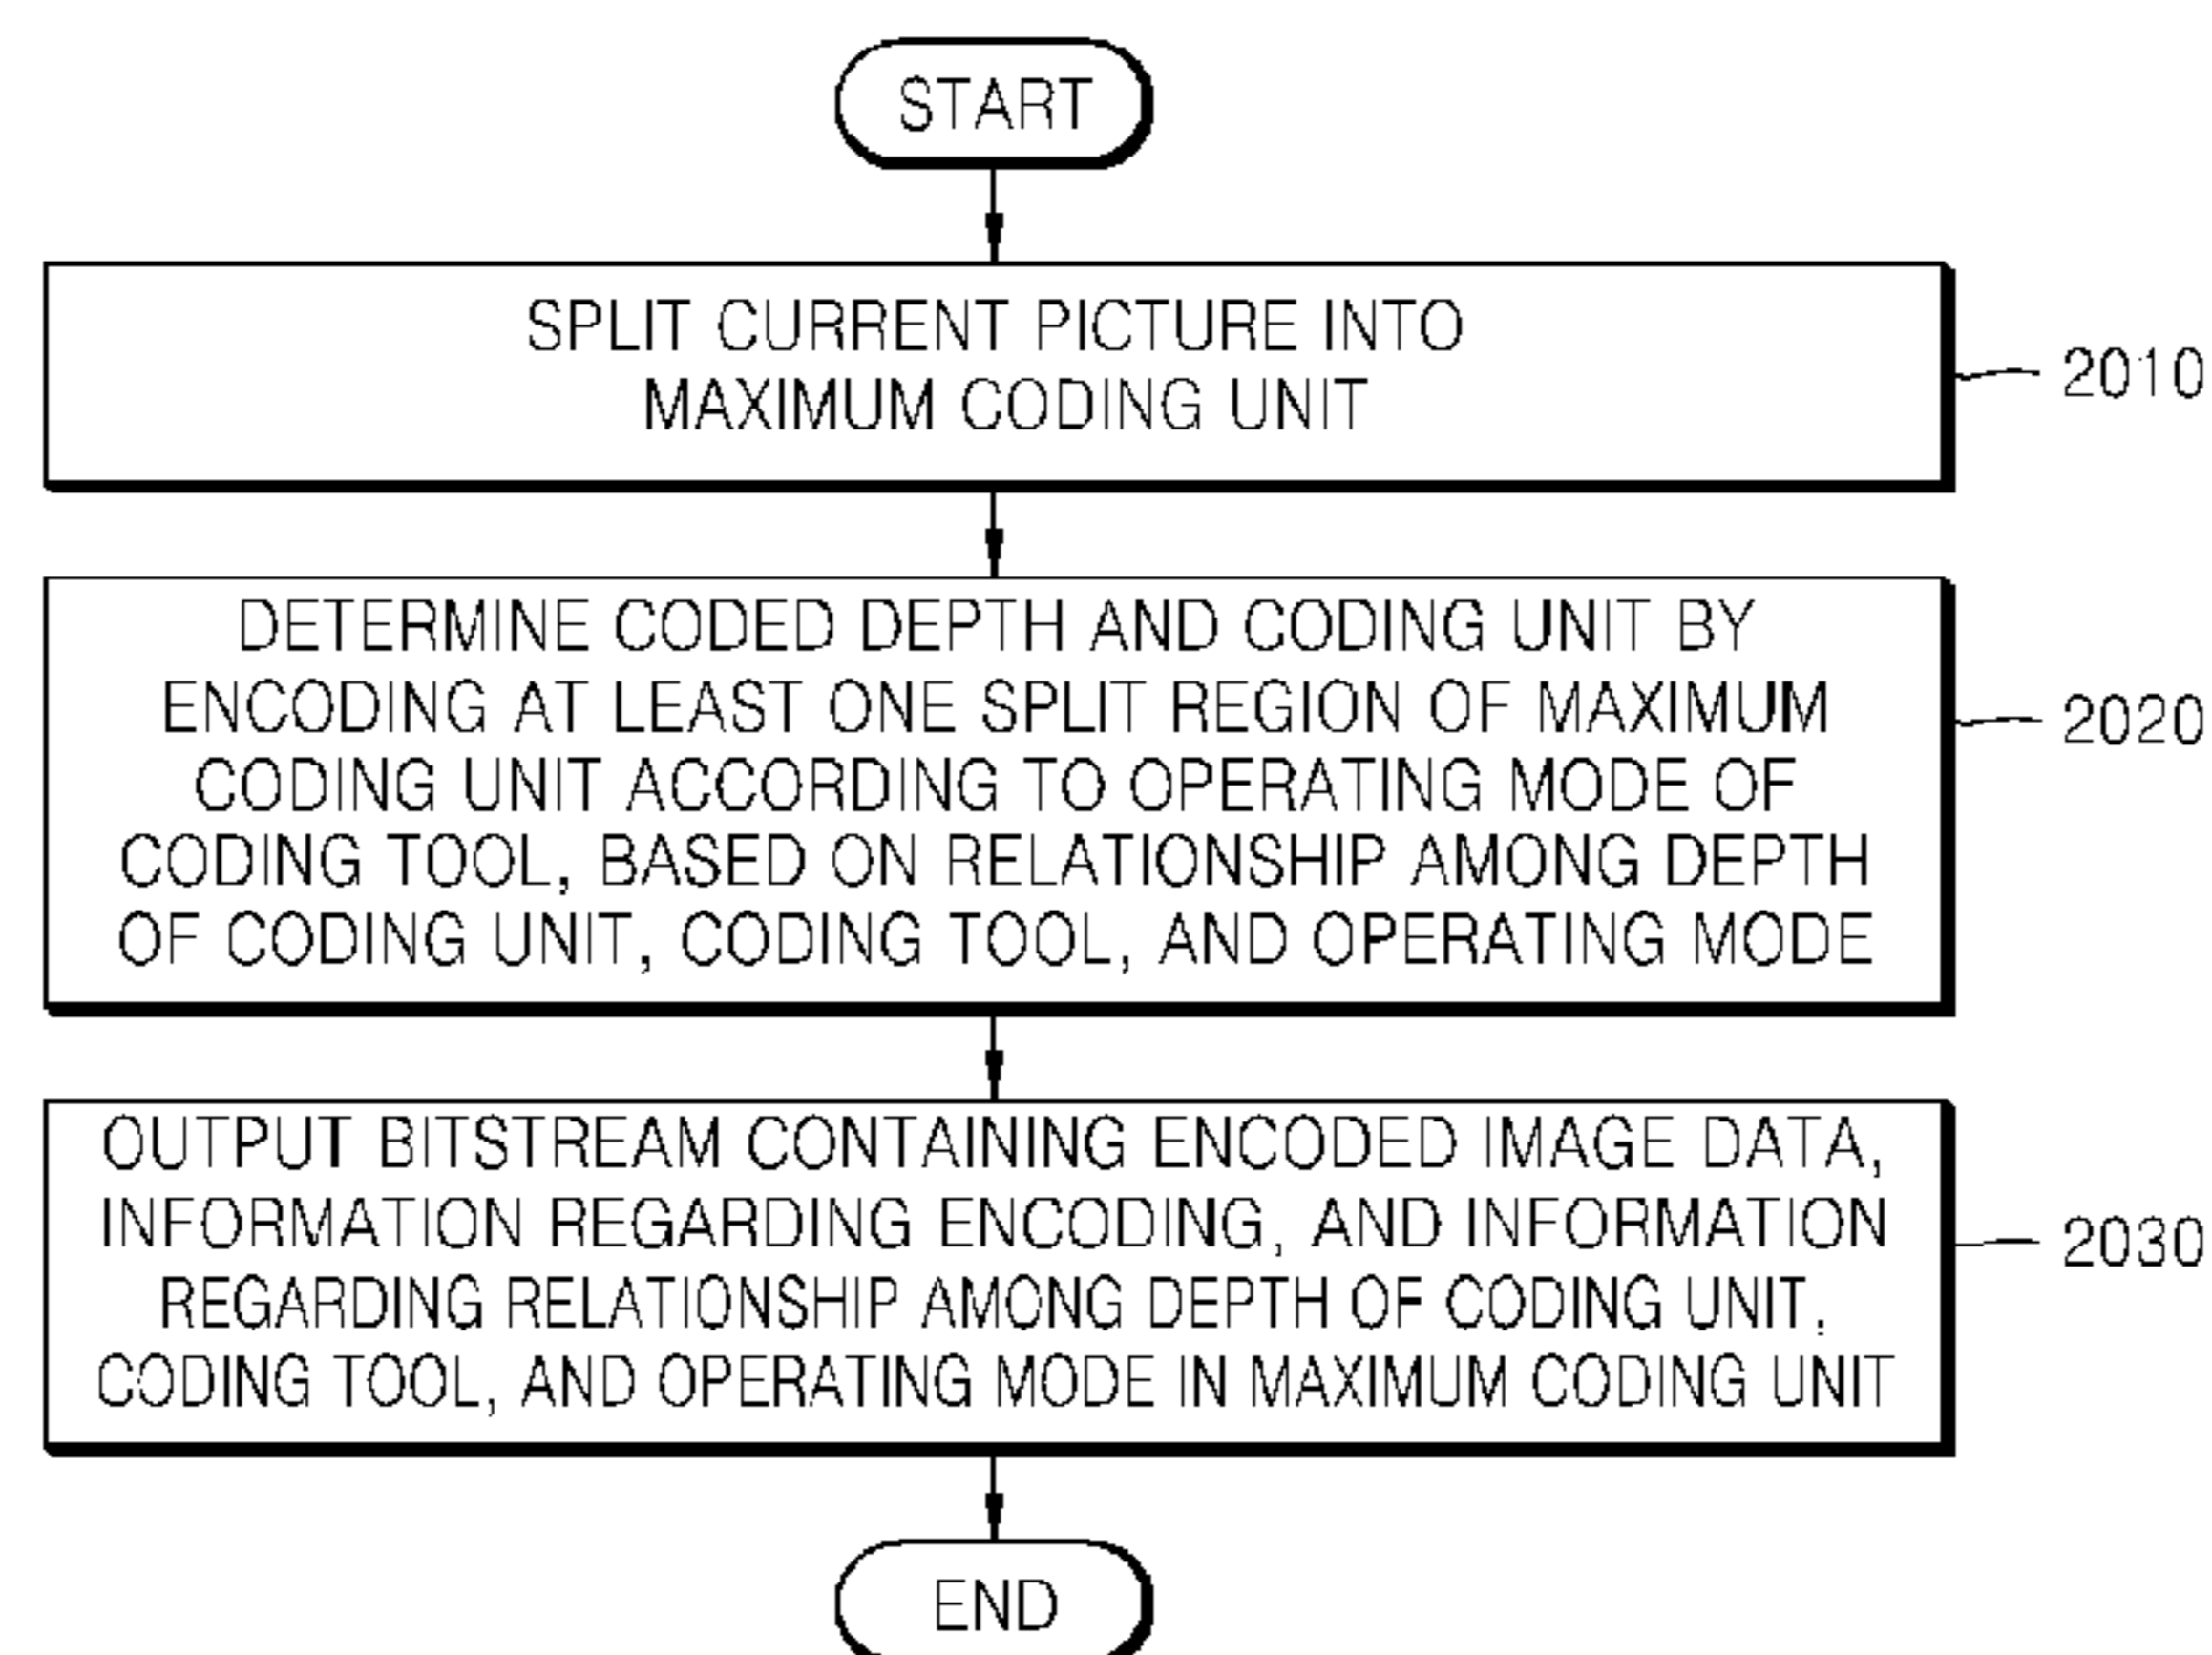 START
SPLIT CURRENT PICTURE INTO
MAXIMUM CODING UNIT
2010
DETERMINE CODED DEPTH AND CODING UNIT BY
ENCODING AT LEAST ONE SPLIT REGION OF MAXIMUM
CODING UNIT ACCORDING TO OPERATING MODE OF
CODING TOOL, BASED ON RELATIONSHIP AMONG DEPTH
OF CODING UNIT, CODING TOOL, AND OPERATING MODE
2020
OUTPUT BITSTREAM CONTAINING ENCODED IMAGE DATA,
INFORMATION REGARDING ENCODING, AND INFORMATION
REGARDING RELATIONSHIP AMONG DEPTH OF CODING UNIT,
CODING TOOL, AND OPERATING MODE IN MAXIMUM CODING UNIT
2030
END